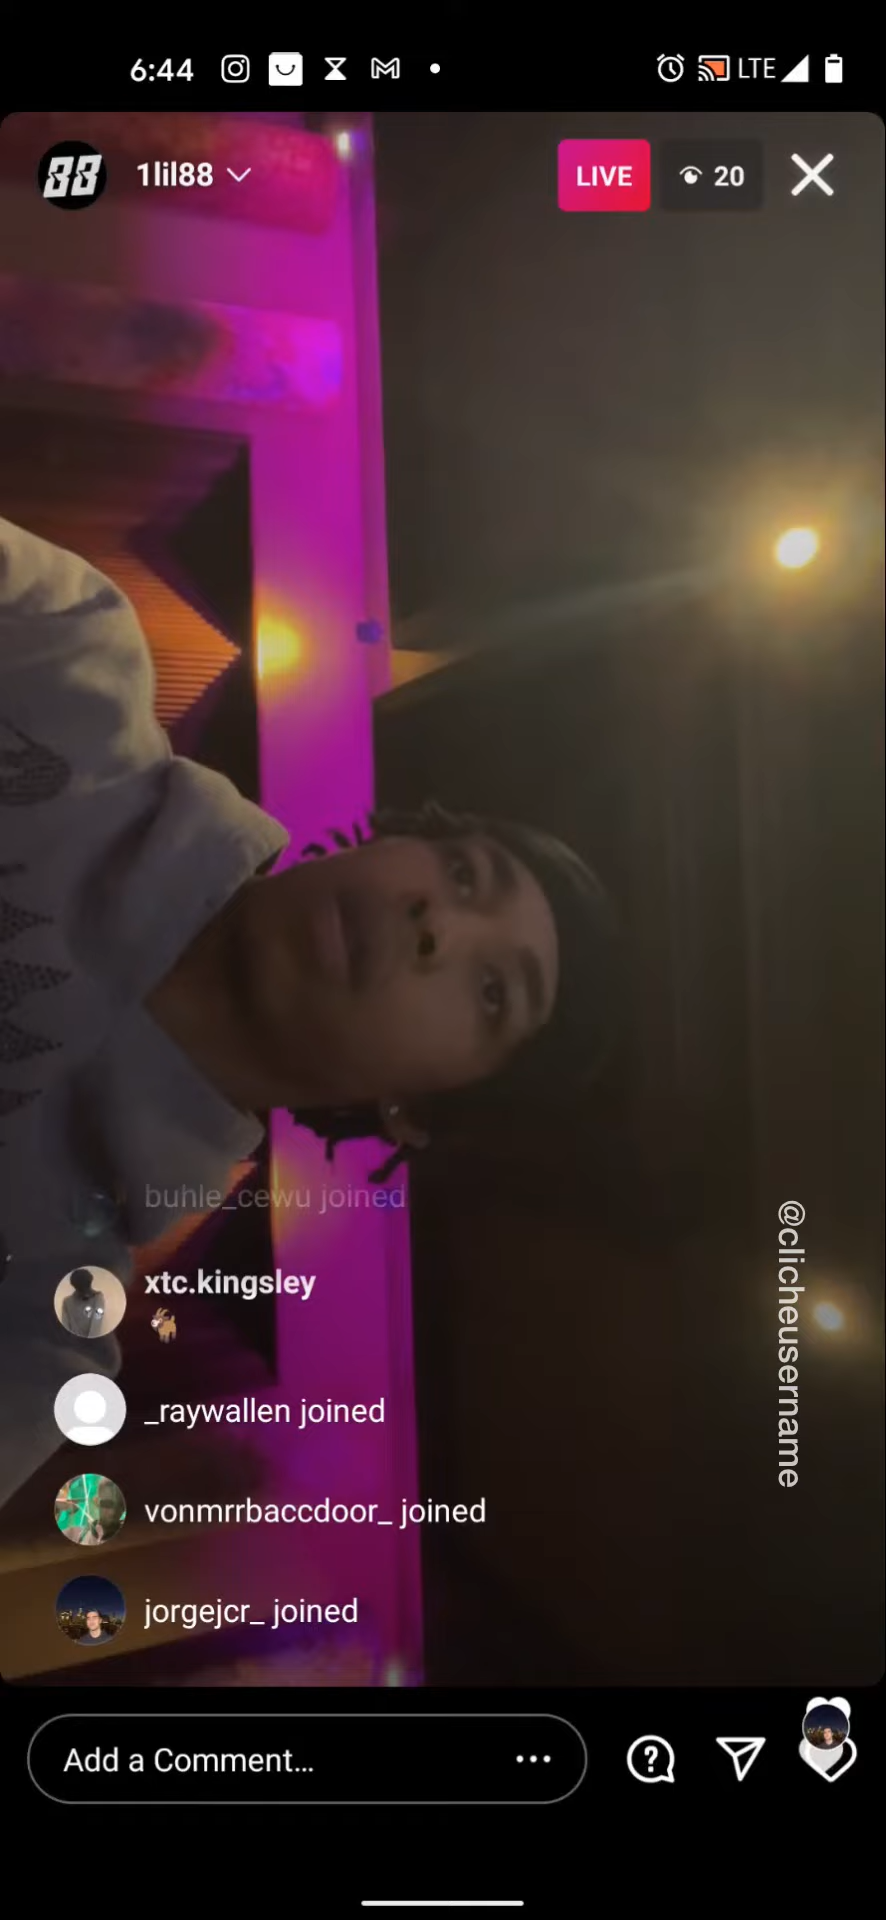 6:44
LTE
88
1lil88
LIVE
20
buhle_cewu joined
xtc.kingsley
_raywallen joined
vonmrrbaccdoor_ joined
jorgejcr_ joined
@clicheusername
Add a Comment...